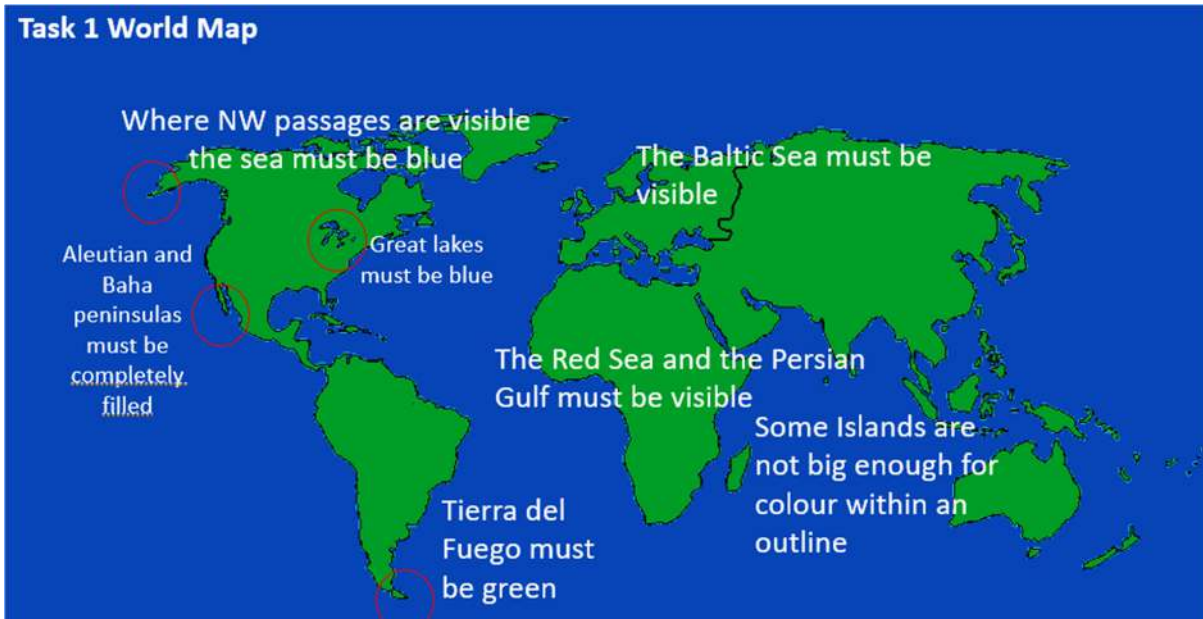 Task 1 World Map
Where NW passages are visible
the sea must be blue
The Baltic Sea must be
visible
Great lakes
must be blue
Aleutian and
Baha
peninsulas
must be
completely
filled
The Red Sea and the Persian
Gulf must be visible
Some Islands are
not big enough for
colour within an
outline
Tierra del
Fuego must
be green